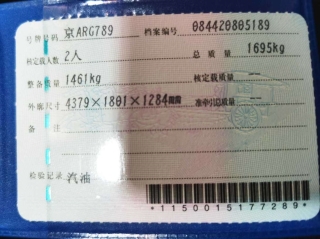 号牌号码 京ARG789 档案编号 084420805189
核定载人数 2人 总质量 1695kg
整备质量 1461kg 核定载质量 —
外廓尺寸 4379×1801×1284mm 准牵引总质量 —
备注
检验记录 汽油
*1150015177289*